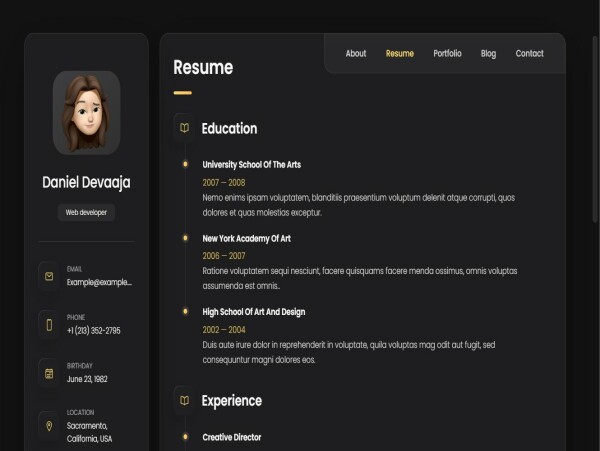 About Resume Portfolio Blog Contact
Daniel Devaaja
Web developer
EMAIL
Example@example...
PHONE
+1 (213) 352-2795
BIRTHDAY
June 23, 1982
LOCATION
Sacramento,
California, USA
Resume
Education
University School Of The Arts
2007 — 2008
Nemo enims ipsam voluptatem, blanditiis praesentium voluptum delenit atque corrupti, quos
dolores et quas molestias exceptur.
New York Academy Of Art
2006 — 2007
Ratione voluptatem sequi nesciunt, facere quisquams facere menda ossimus, omnis voluptas
assumenda est omnis..
High School Of Art And Design
2002 — 2004
Duis aute irure dolor in reprehenderit in voluptate, quila voluptas mag odit aut fugit, sed
consequuntur magni dolores eos.
Experience
Creative Director